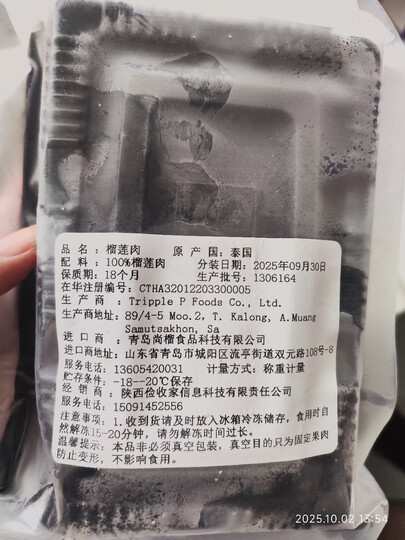 品 名：榴莲肉 原 产 国：泰国
配 料：100%榴莲肉 分装日期：2025年09月30日
保质期：18个月 生产批号：1306164
在华注册编号：CTHA32012203300005
生 产 商：Tripple P Foods Co., Ltd.
生产商地址：89/4-5 Moo.2, T. Kalong, A.Muang
Samutsakhon, Sa
进 口 商：青岛尚榴食品科技有限公司
进口商地址：山东省青岛市城阳区流亭街道双元路108号-8
服务电话：13605420031 计量方式：称重计量
贮存条件：-18--20℃保存
经 销 商：陕西俭收家信息科技有限责任公司
服务电话：15091452556
注意事项：1.收到货请及时放入冰箱冷冻储存，食用时自
然解冻15-20分钟，请勿解冻时间过长。
温馨提示：本品非必须真空包装，真空目的只为固定果肉
防止变形，不影响食用。
2025.10.02 13:54